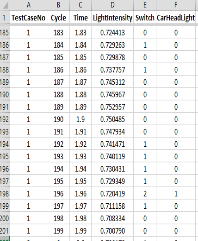 A B C D E F
1 TestCaseNo Cycle Time LightIntensity Switch CarHeadLight
185 1 183 1.83 0.724413 0 0
186 1 184 1.84 0.729263 1 0
187 1 185 1.85 0.729878 0 0
188 1 186 1.86 0.737757 1 0
189 1 187 1.87 0.745312 0 0
190 1 188 1.88 0.745967 0 0
191 1 189 1.89 0.752957 0 0
192 1 190 1.9 0.750485 0 0
193 1 191 1.91 0.747934 0 0
194 1 192 1.92 0.741471 1 0
195 1 193 1.93 0.740119 1 0
196 1 194 1.94 0.730431 1 0
197 1 195 1.95 0.729349 1 0
198 1 196 1.96 0.720419 2 1
199 1 197 1.97 0.711158 1 0
200 1 198 1.98 0.708334 0 0
201 1 199 1.99 0.700790 0 0